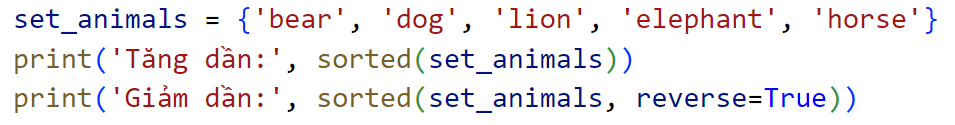 set_animals = {'bear', 'dog', 'lion', 'elephant', 'horse'}
print('Tăng dần:', sorted(set_animals))
print('Giảm dần:', sorted(set_animals, reverse=True))